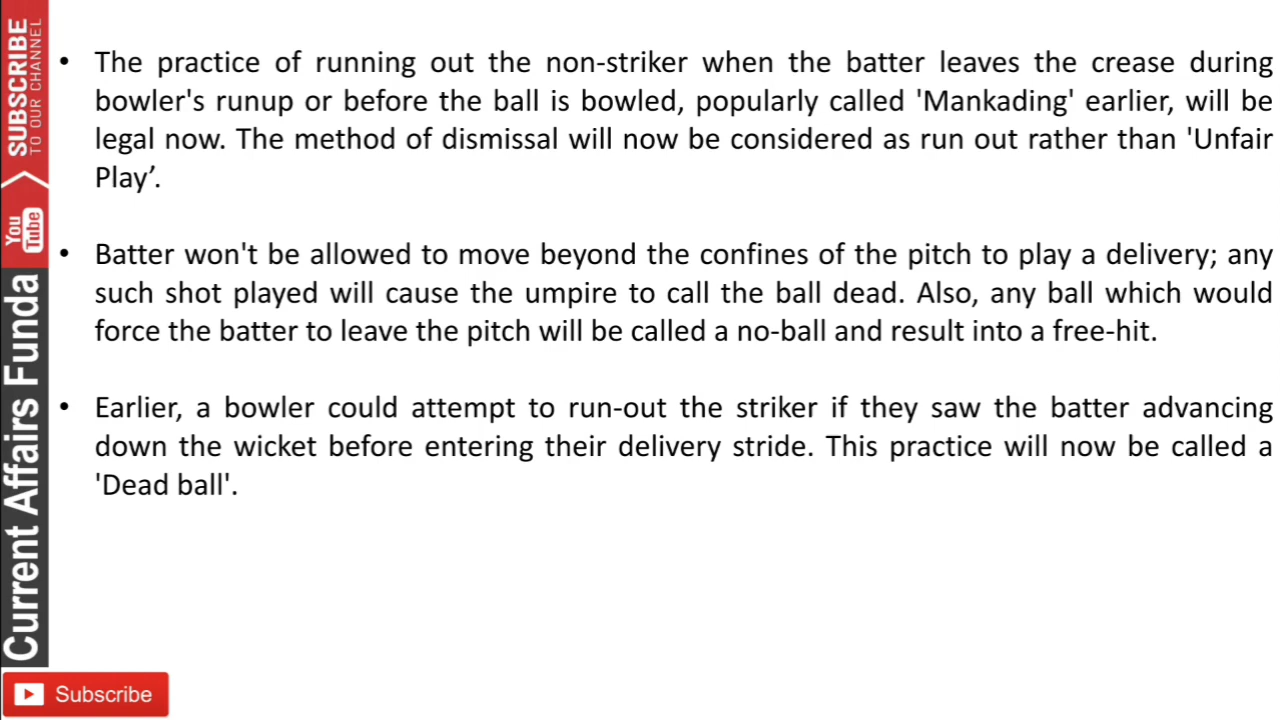 SUBSCRIBE
TO OUR CHANNEL
You
Tube
Current Affairs Funda
• The practice of running out the non-striker when the batter leaves the crease during
bowler's runup or before the ball is bowled, popularly called 'Mankading' earlier, will be
legal now. The method of dismissal will now be considered as run out rather than 'Unfair
Play’.
• Batter won't be allowed to move beyond the confines of the pitch to play a delivery; any
such shot played will cause the umpire to call the ball dead. Also, any ball which would
force the batter to leave the pitch will be called a no-ball and result into a free-hit.
• Earlier, a bowler could attempt to run-out the striker if they saw the batter advancing
down the wicket before entering their delivery stride. This practice will now be called a
'Dead ball'.
Subscribe